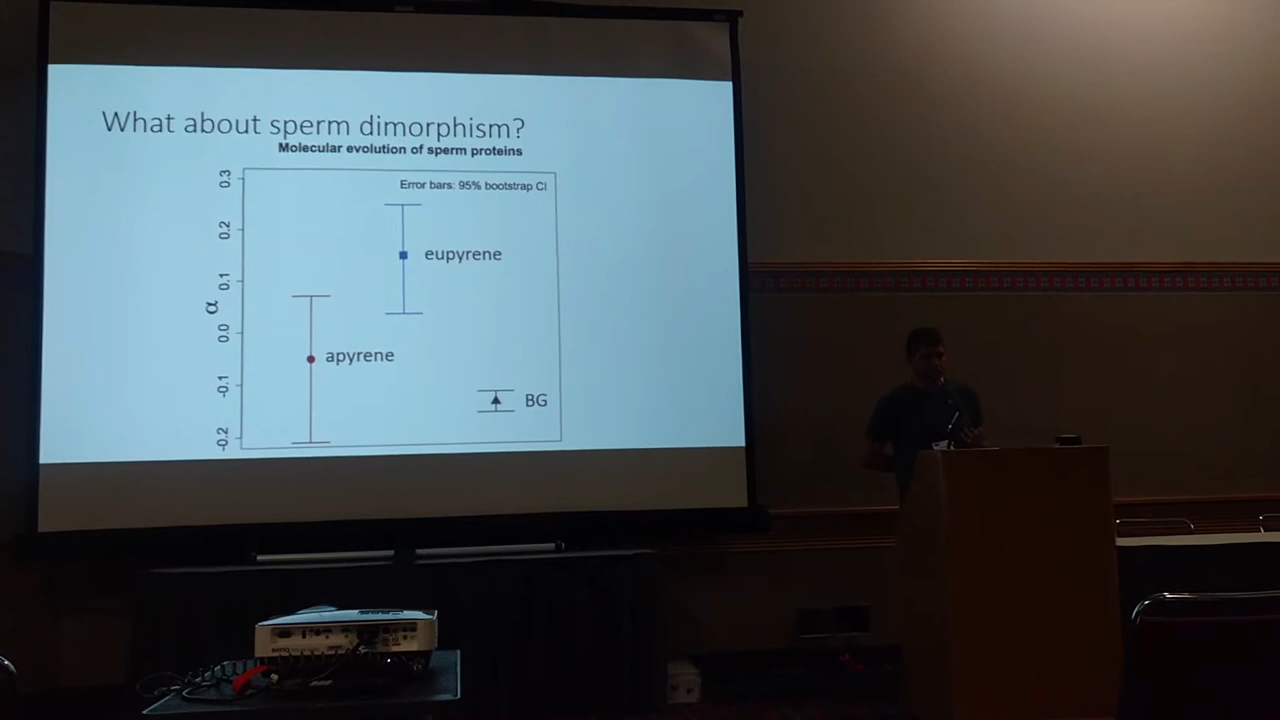 What about sperm dimorphism?
Molecular evolution of sperm proteins
Error bars: 95% bootstrap CI
0.3
0.2
0.1
0.0
-0.1
-0.2
α
eupyrene
apyrene
BG
BENQ